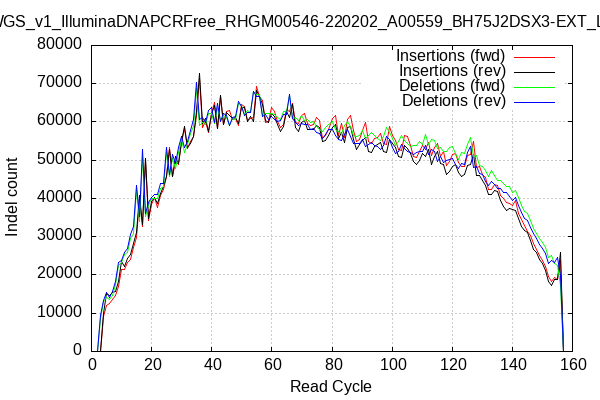 WGS_v1_IlluminaDNAPCRFree_RHGM00546-220202_A00559_BH75J2DSX3-EXT_L
Insertions (fwd)
Insertions (rev)
Deletions (fwd)
Deletions (rev)
80000
70000
60000
50000
40000
30000
20000
10000
0
Indel count
0 20 40 60 80 100 120 140 160
Read Cycle